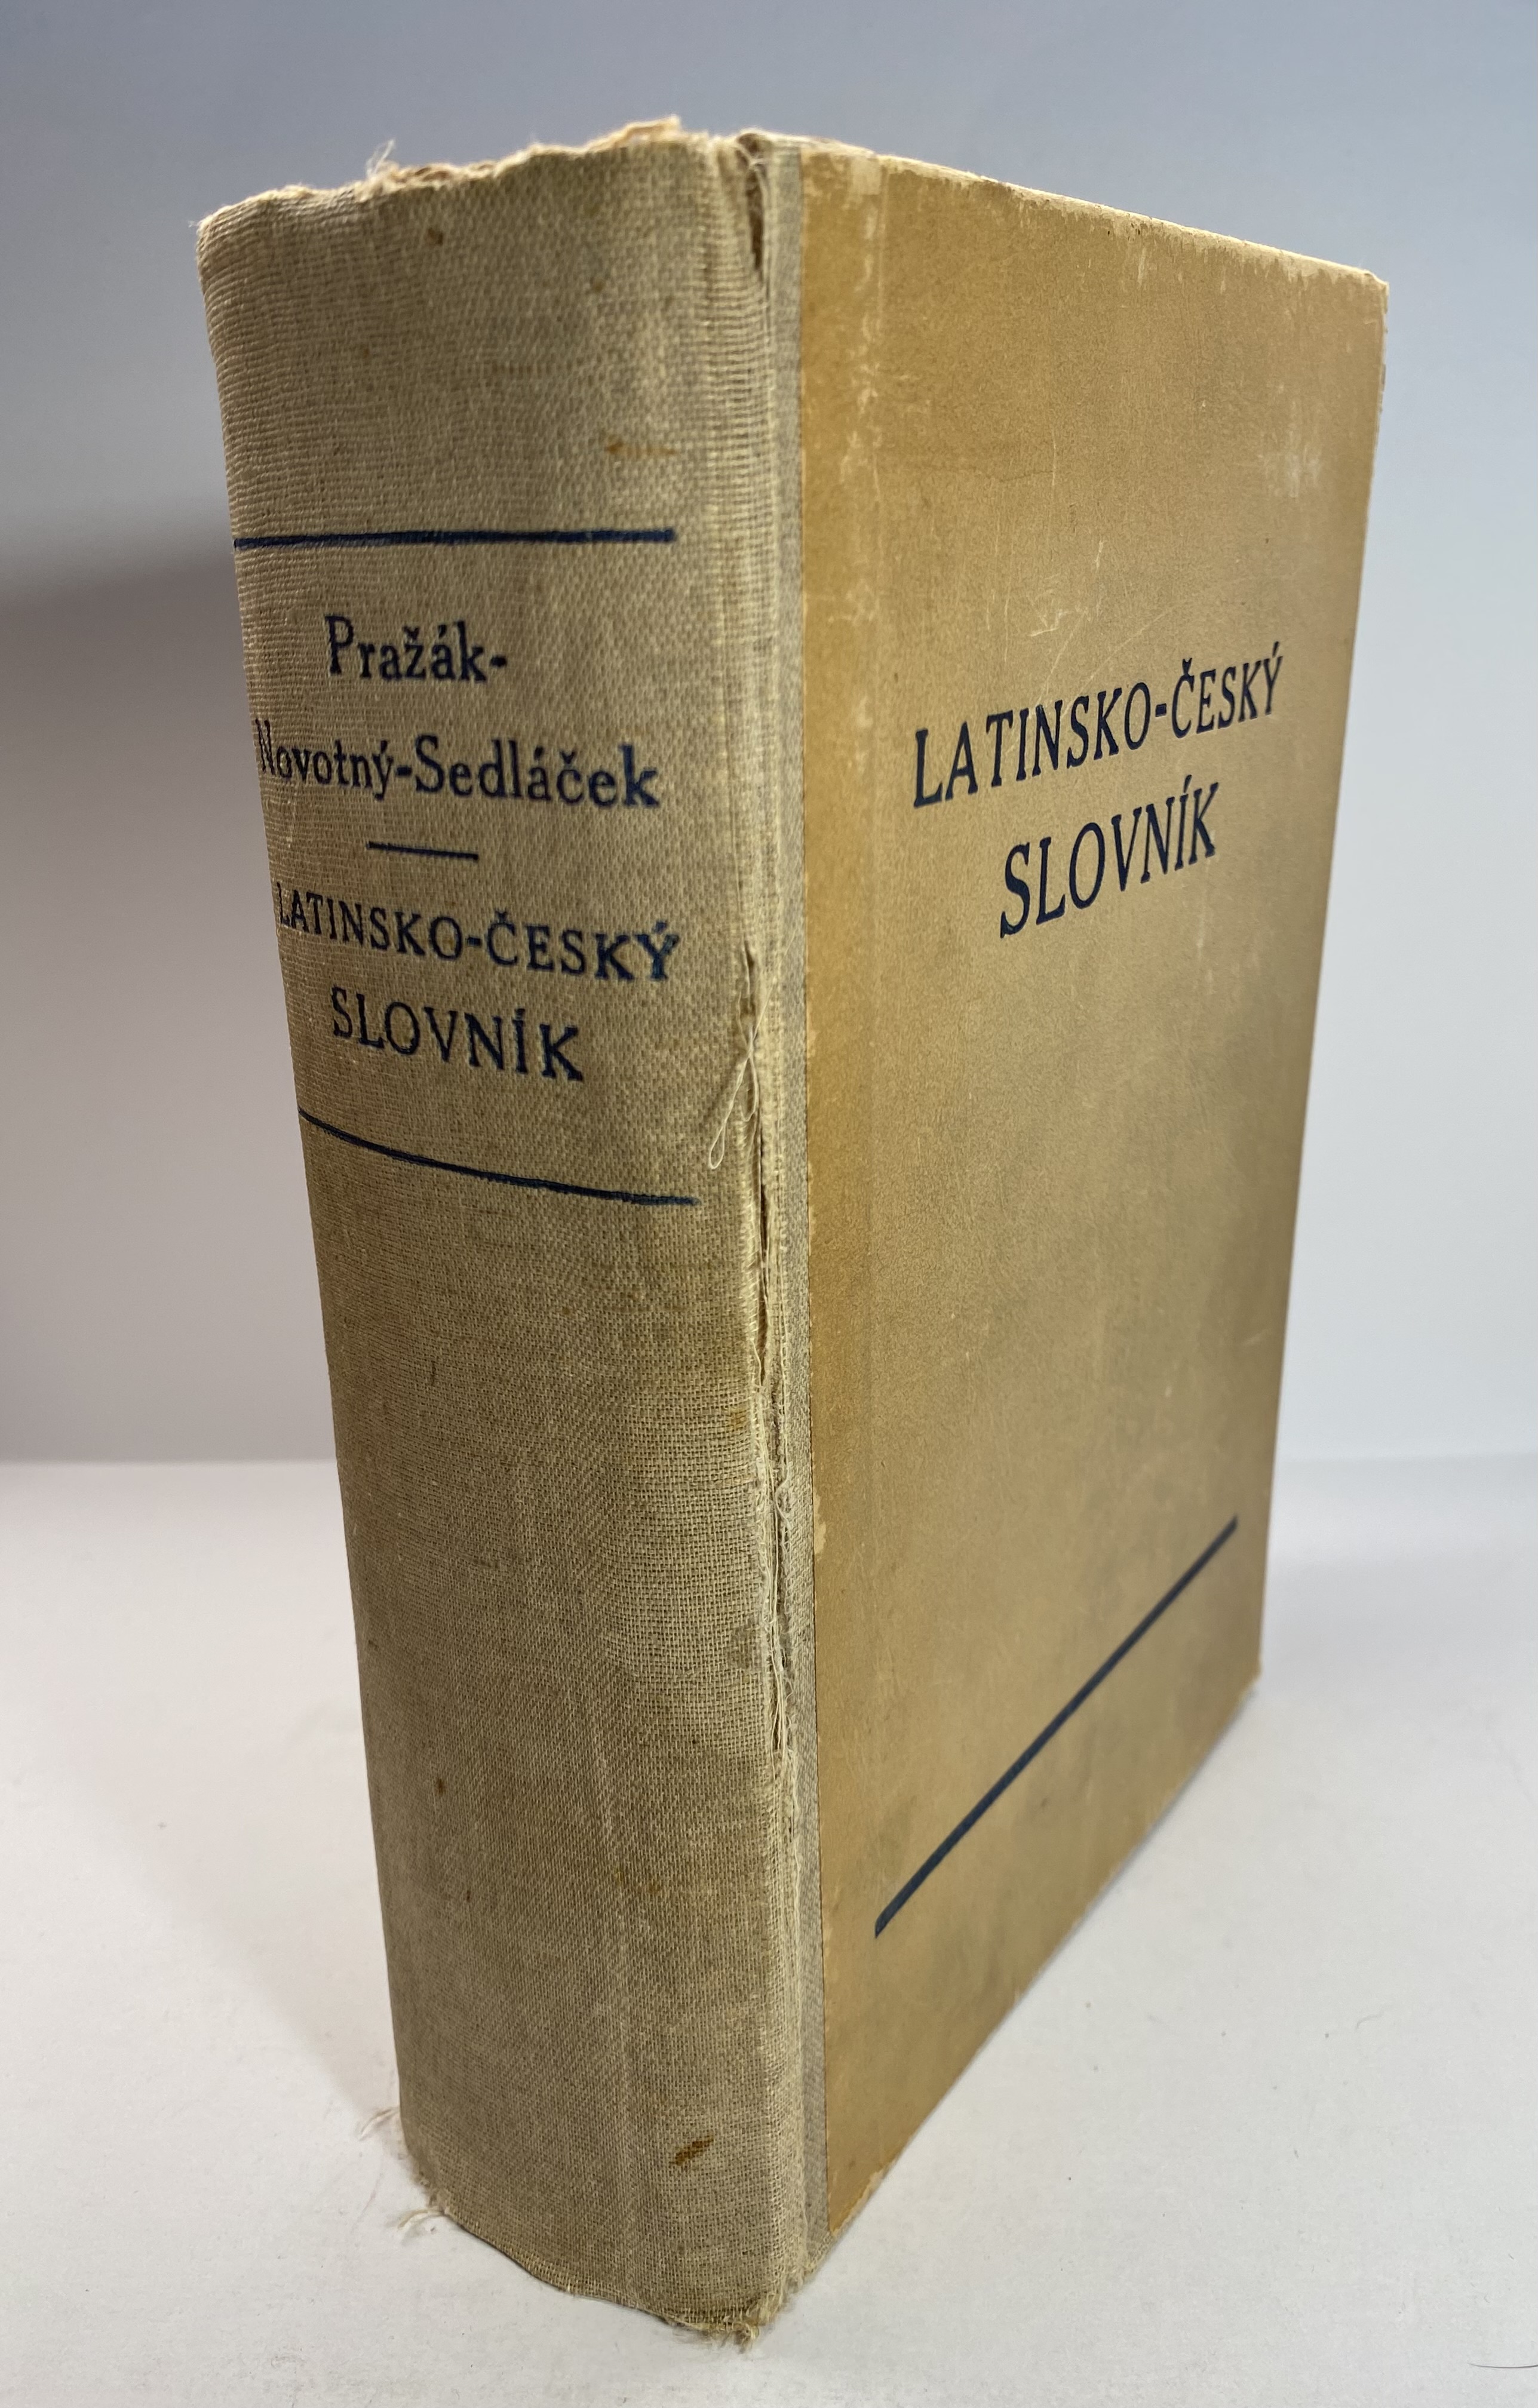 Pražák-
Novotný-Sedláček
LATINSKO-ČESKÝ
SLOVNÍK
LATINSKO-ČESKÝ
SLOVNÍK